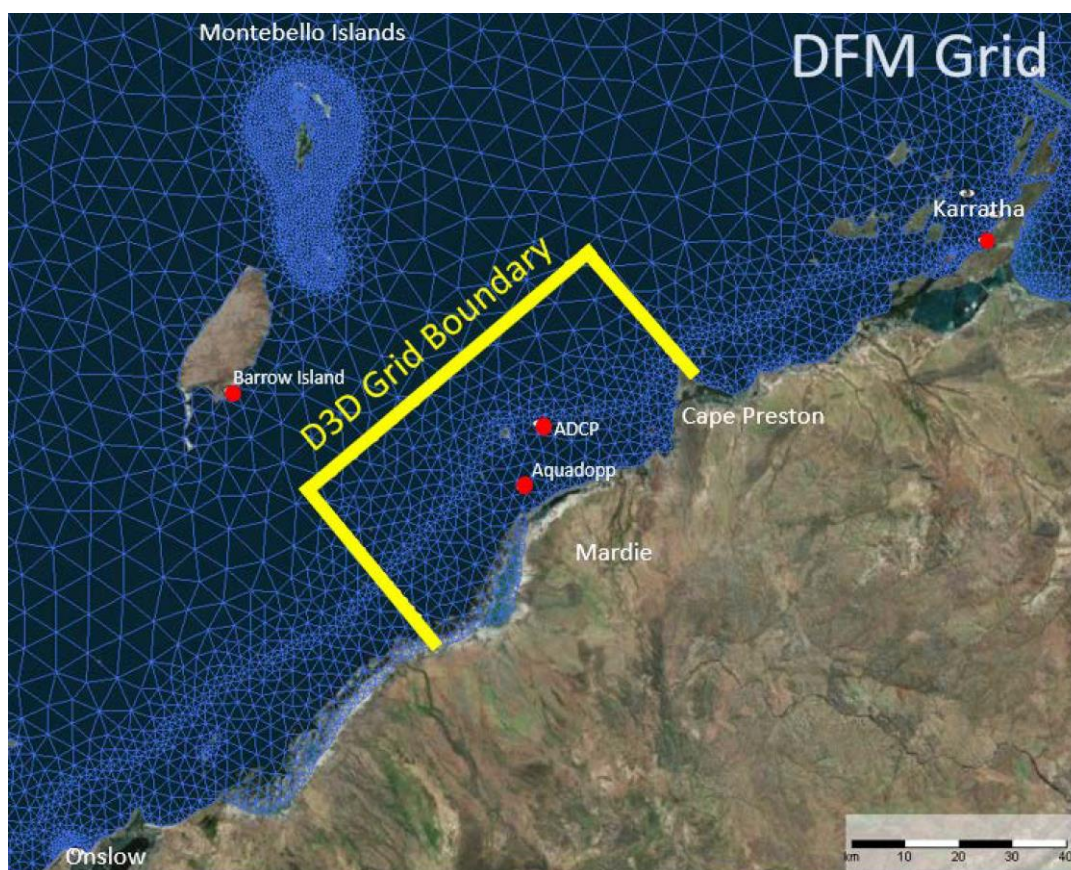 Montebello Islands
DFM Grid
Karratha
D3D Grid Boundary
Barrow Island
Cape Preston
ADCP
Aquadopp
Mardie
Onslow
km 10 20 30 40